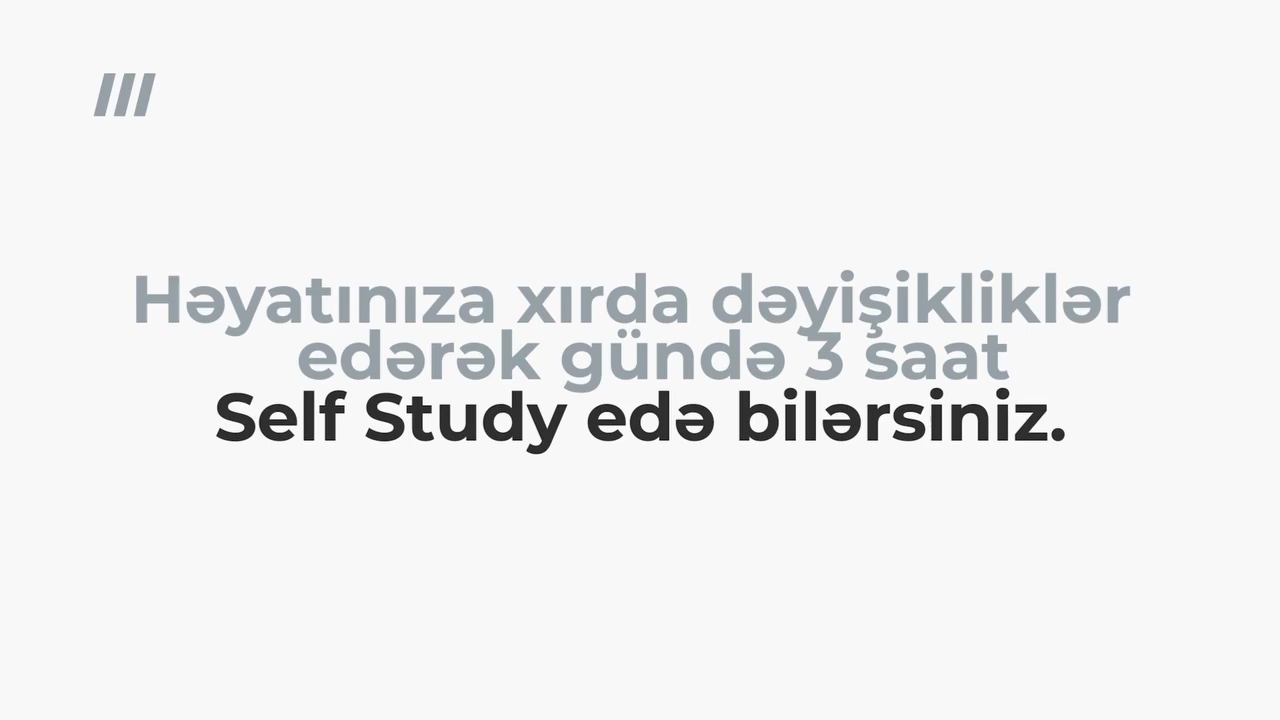 Həyatınıza xırda dəyişikliklər
edərək gündə 3 saat
Self Study edə bilərsiniz.